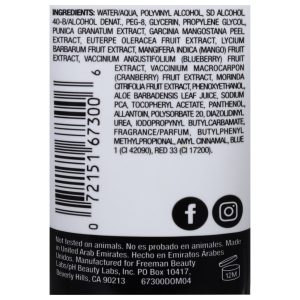 INGREDIENTS: WATER/AQUA, POLYVINYL ALCOHOL, SD ALCOHOL
40-B/ALCOHOL DENAT., PEG-8, GLYCERIN, PROPYLENE GLYCOL,
PUNICA GRANATUM EXTRACT, GARCINIA MANGOSTANA PEEL
EXTRACT, EUTERPE OLERACEA FRUIT EXTRACT, LYCIUM
BARBARUM FRUIT EXTRACT, MANGIFERA INDICA (MANGO) FRUIT
EXTRACT, VACCINIUM ANGUSTIFOLIUM (BLUEBERRY) FRUIT
EXTRACT, VACCINIUM MACROCARPON
(CRANBERRY) FRUIT EXTRACT, MORINDA
CITRIFOLIA FRUIT EXTRACT, PHENOXYETHANOL,
ALOE BARBADENSIS LEAF JUICE, SODIUM
PCA, TOCOPHERYL ACETATE, PANTHENOL,
ALLANTOIN, POLYSORBATE 20, DIAZOLIDINYL
UREA, IODOPROPYNYL BUTYLCARBAMATE,
FRAGRANCE/PARFUM, BUTYLPHENYL
METHYLPROPIONAL, AMYL CINNAMAL, BLUE
1 (CI 42090), RED 33 (CI 17200).
0 72151 67300 6
Not tested on animals. No es probado en animales. Made in
United Arab Emirates. Hecho en Emiratos Arabes
Unidos. Manufactured for Freeman Beauty
Labs/pH Beauty Labs, Inc. PO Box 10417,
Beverly Hills, CA 90213
67300DOM04
12M